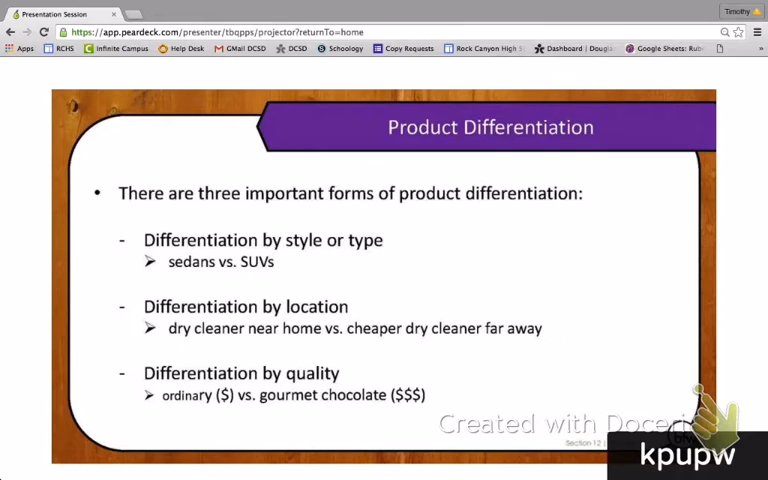 Presentation Session
Timothy
https://app.peardeck.com/presenter/tbqpps/projector?returnTo=home
Apps RCHS Infinite Campus Help Desk GMail DCSD DCSD Schoology Copy Requests Rock Canyon High S Dashboard | Dougla Google Sheets: Rub
Product Differentiation
• There are three important forms of product differentiation:
- Differentiation by style or type
➢ sedans vs. SUVs
- Differentiation by location
➢ dry cleaner near home vs. cheaper dry cleaner far away
- Differentiation by quality
➢ ordinary ($) vs. gourmet chocolate ($$$)
Created with Doceri
Section 12 |
kpupw